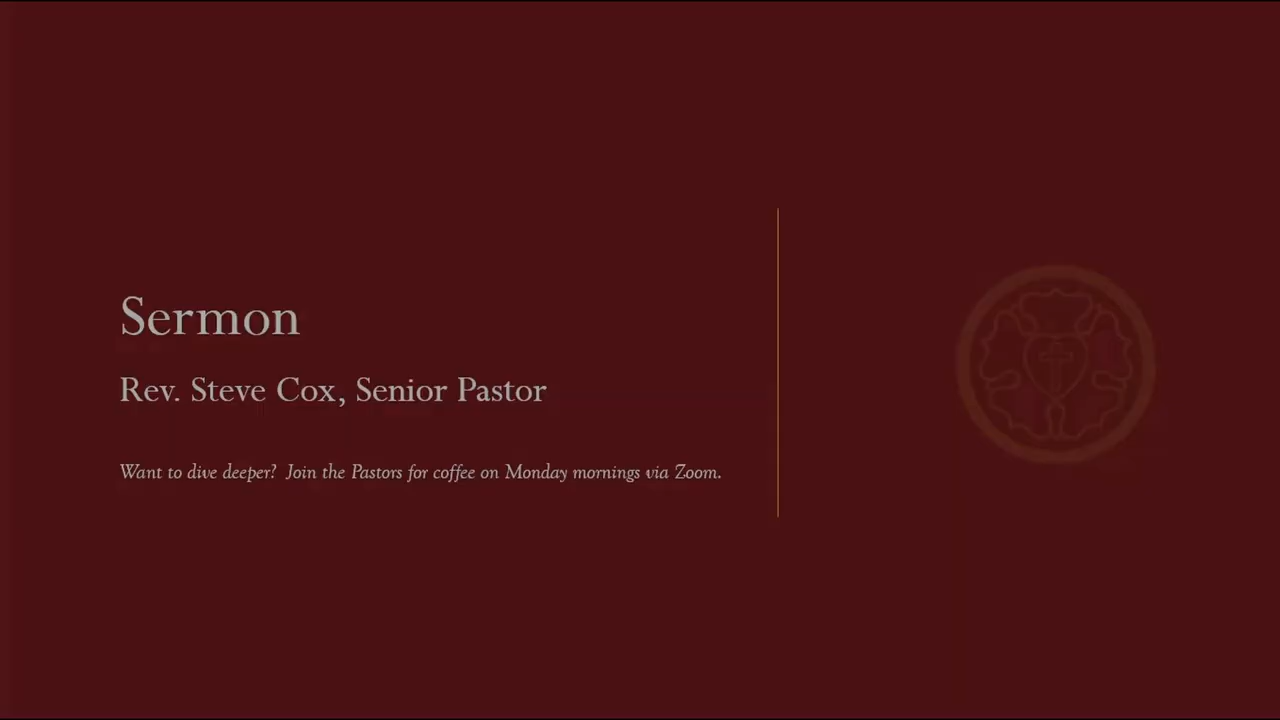 Sermon
Rev. Steve Cox, Senior Pastor
Want to dive deeper? Join the Pastors for coffee on Monday mornings via Zoom.